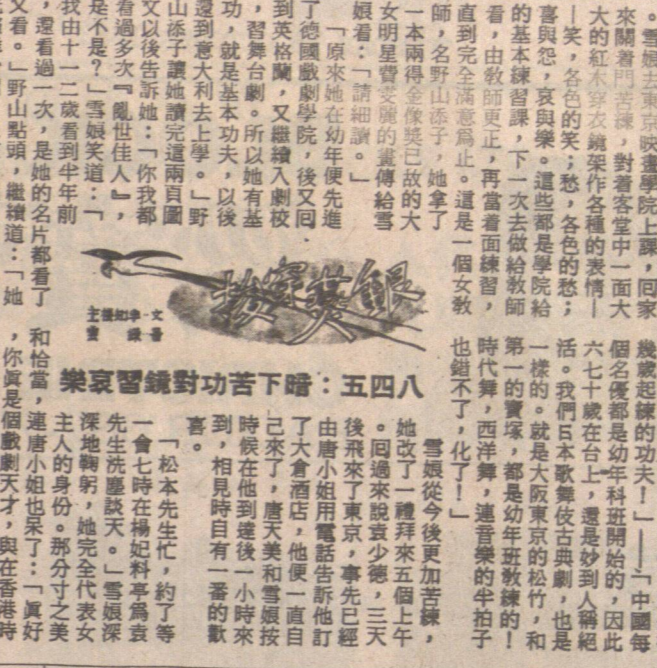 。雪娘去東京映畫學院上課,回家
來關着門苦練,對着客堂中一面大
大的紅木穿衣鏡架作各種的表情—
—笑,各色的笑;愁,各色的愁;
喜與怨,哀與樂。這些都是學院給
的基本練習課,下一次去做給教師
看,由教師更正,再當着面練習,
直到完全滿意爲止。這是一個女教
師,名野山添子,她拿了
一本兩得金像獎已故的大
女明星費雯麗的畫傳給雪
娘看:「請細讀。」
「原來她在幼年便先進
了德國戲劇學院,後又回
到英格蘭,又繼續入劇校
,習舞台劇。所以她有基
功,就是基本功夫,以後
還到意大利去上學。」野
山添子讓她讀完這兩頁圖
文以後告訴她:「你我都
看過多次『亂世佳人』,
是不是?」雪娘笑道:「
我由十一二歲看到半年前
,還看過一次,是她的名片都看了
又看。」野山點頭,繼續道:「她
銀
八四五:暗下苦功對鏡習哀樂
幾歲起練的功夫!」——「中國每
個名優都是幼年科班開始的,因此
六七十歲在台上,還是妙到人稱絕
活。我們日本歌舞伎古典劇,也是
一樣的。就是大阪東京的松竹,和
第一的寶塚,都是幼年班教練的!
時代舞,西洋舞,連音樂的半拍子
也錯不了,化了!」
雪娘從今後更加苦練,
她改了一禮拜來五個上午
。回過來說袁少德,三天
後飛來了東京,事先已經
由唐小姐用電話告訴他訂
了大倉酒店,他便一直自
己來了,唐天美和雪娘按
時候在他到達後一小時來
到,相見時自有一番的歡
喜。
「松本先生忙,約了等
一會七時在楊妃料亭爲袁
先生洗塵談天。」雪娘深
深地鞠躬,她完全代表女
主人的身份。那分寸之美
和恰當,連唐小姐也呆了:「眞好
,你眞是個戲劇天才,與在香港時